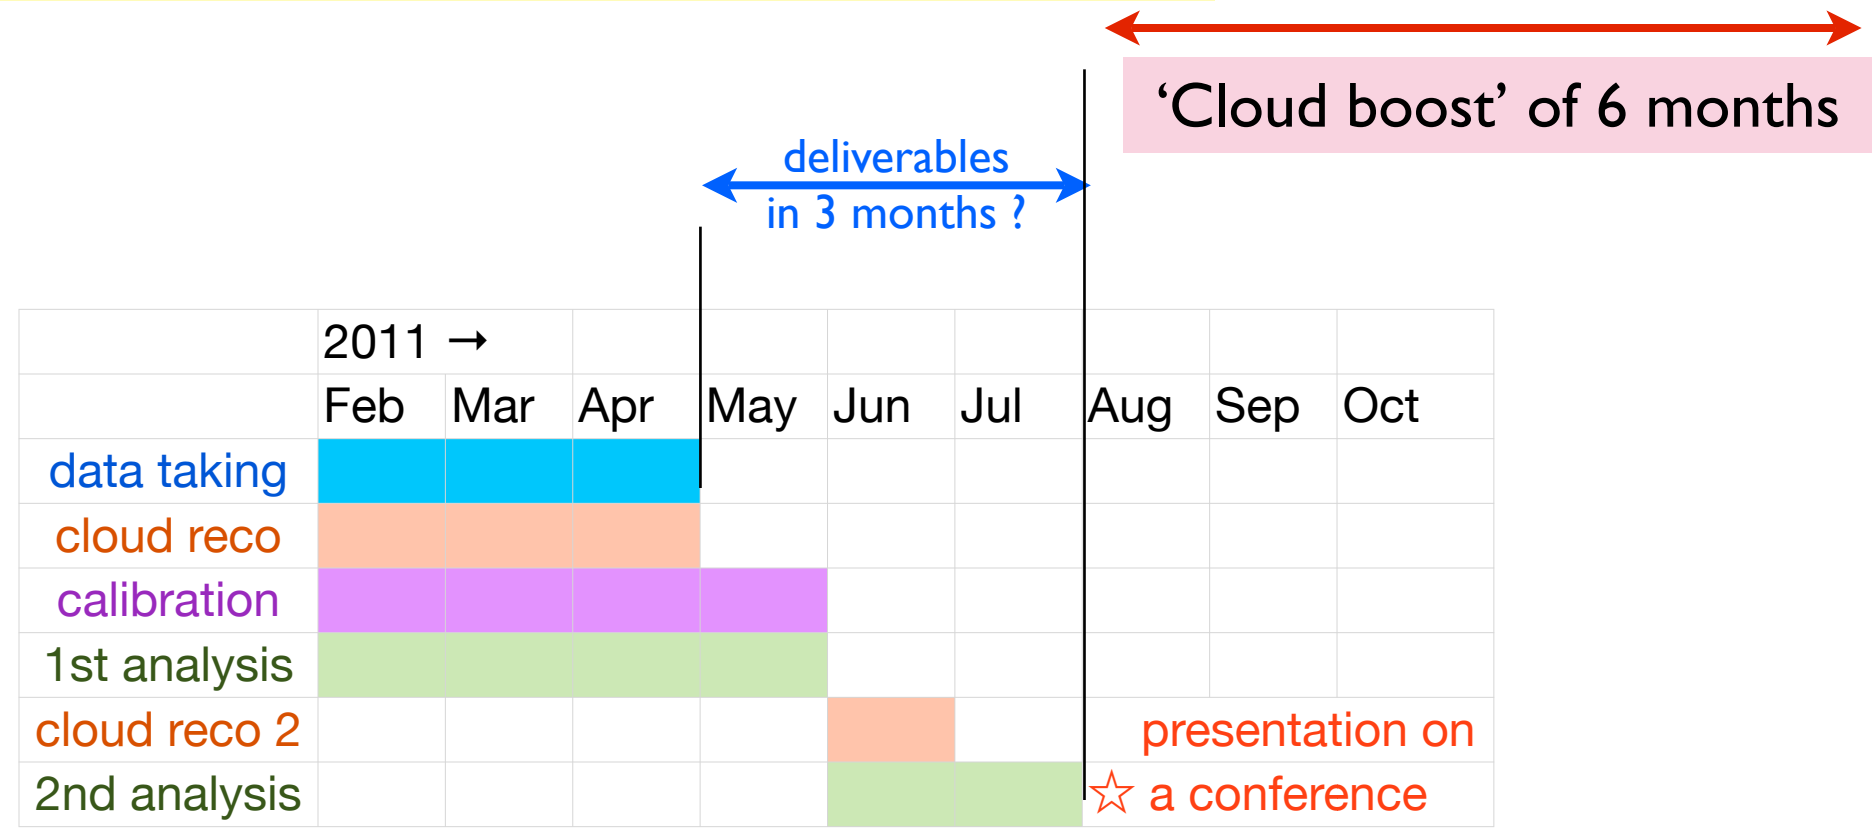 ‘Cloud boost’ of 6 months
deliverables
in 3 months ?
2011 →
Feb Mar Apr May Jun Jul Aug Sep Oct
data taking
cloud reco
calibration
1st analysis
cloud reco 2
presentation on
2nd analysis
☆ a conference